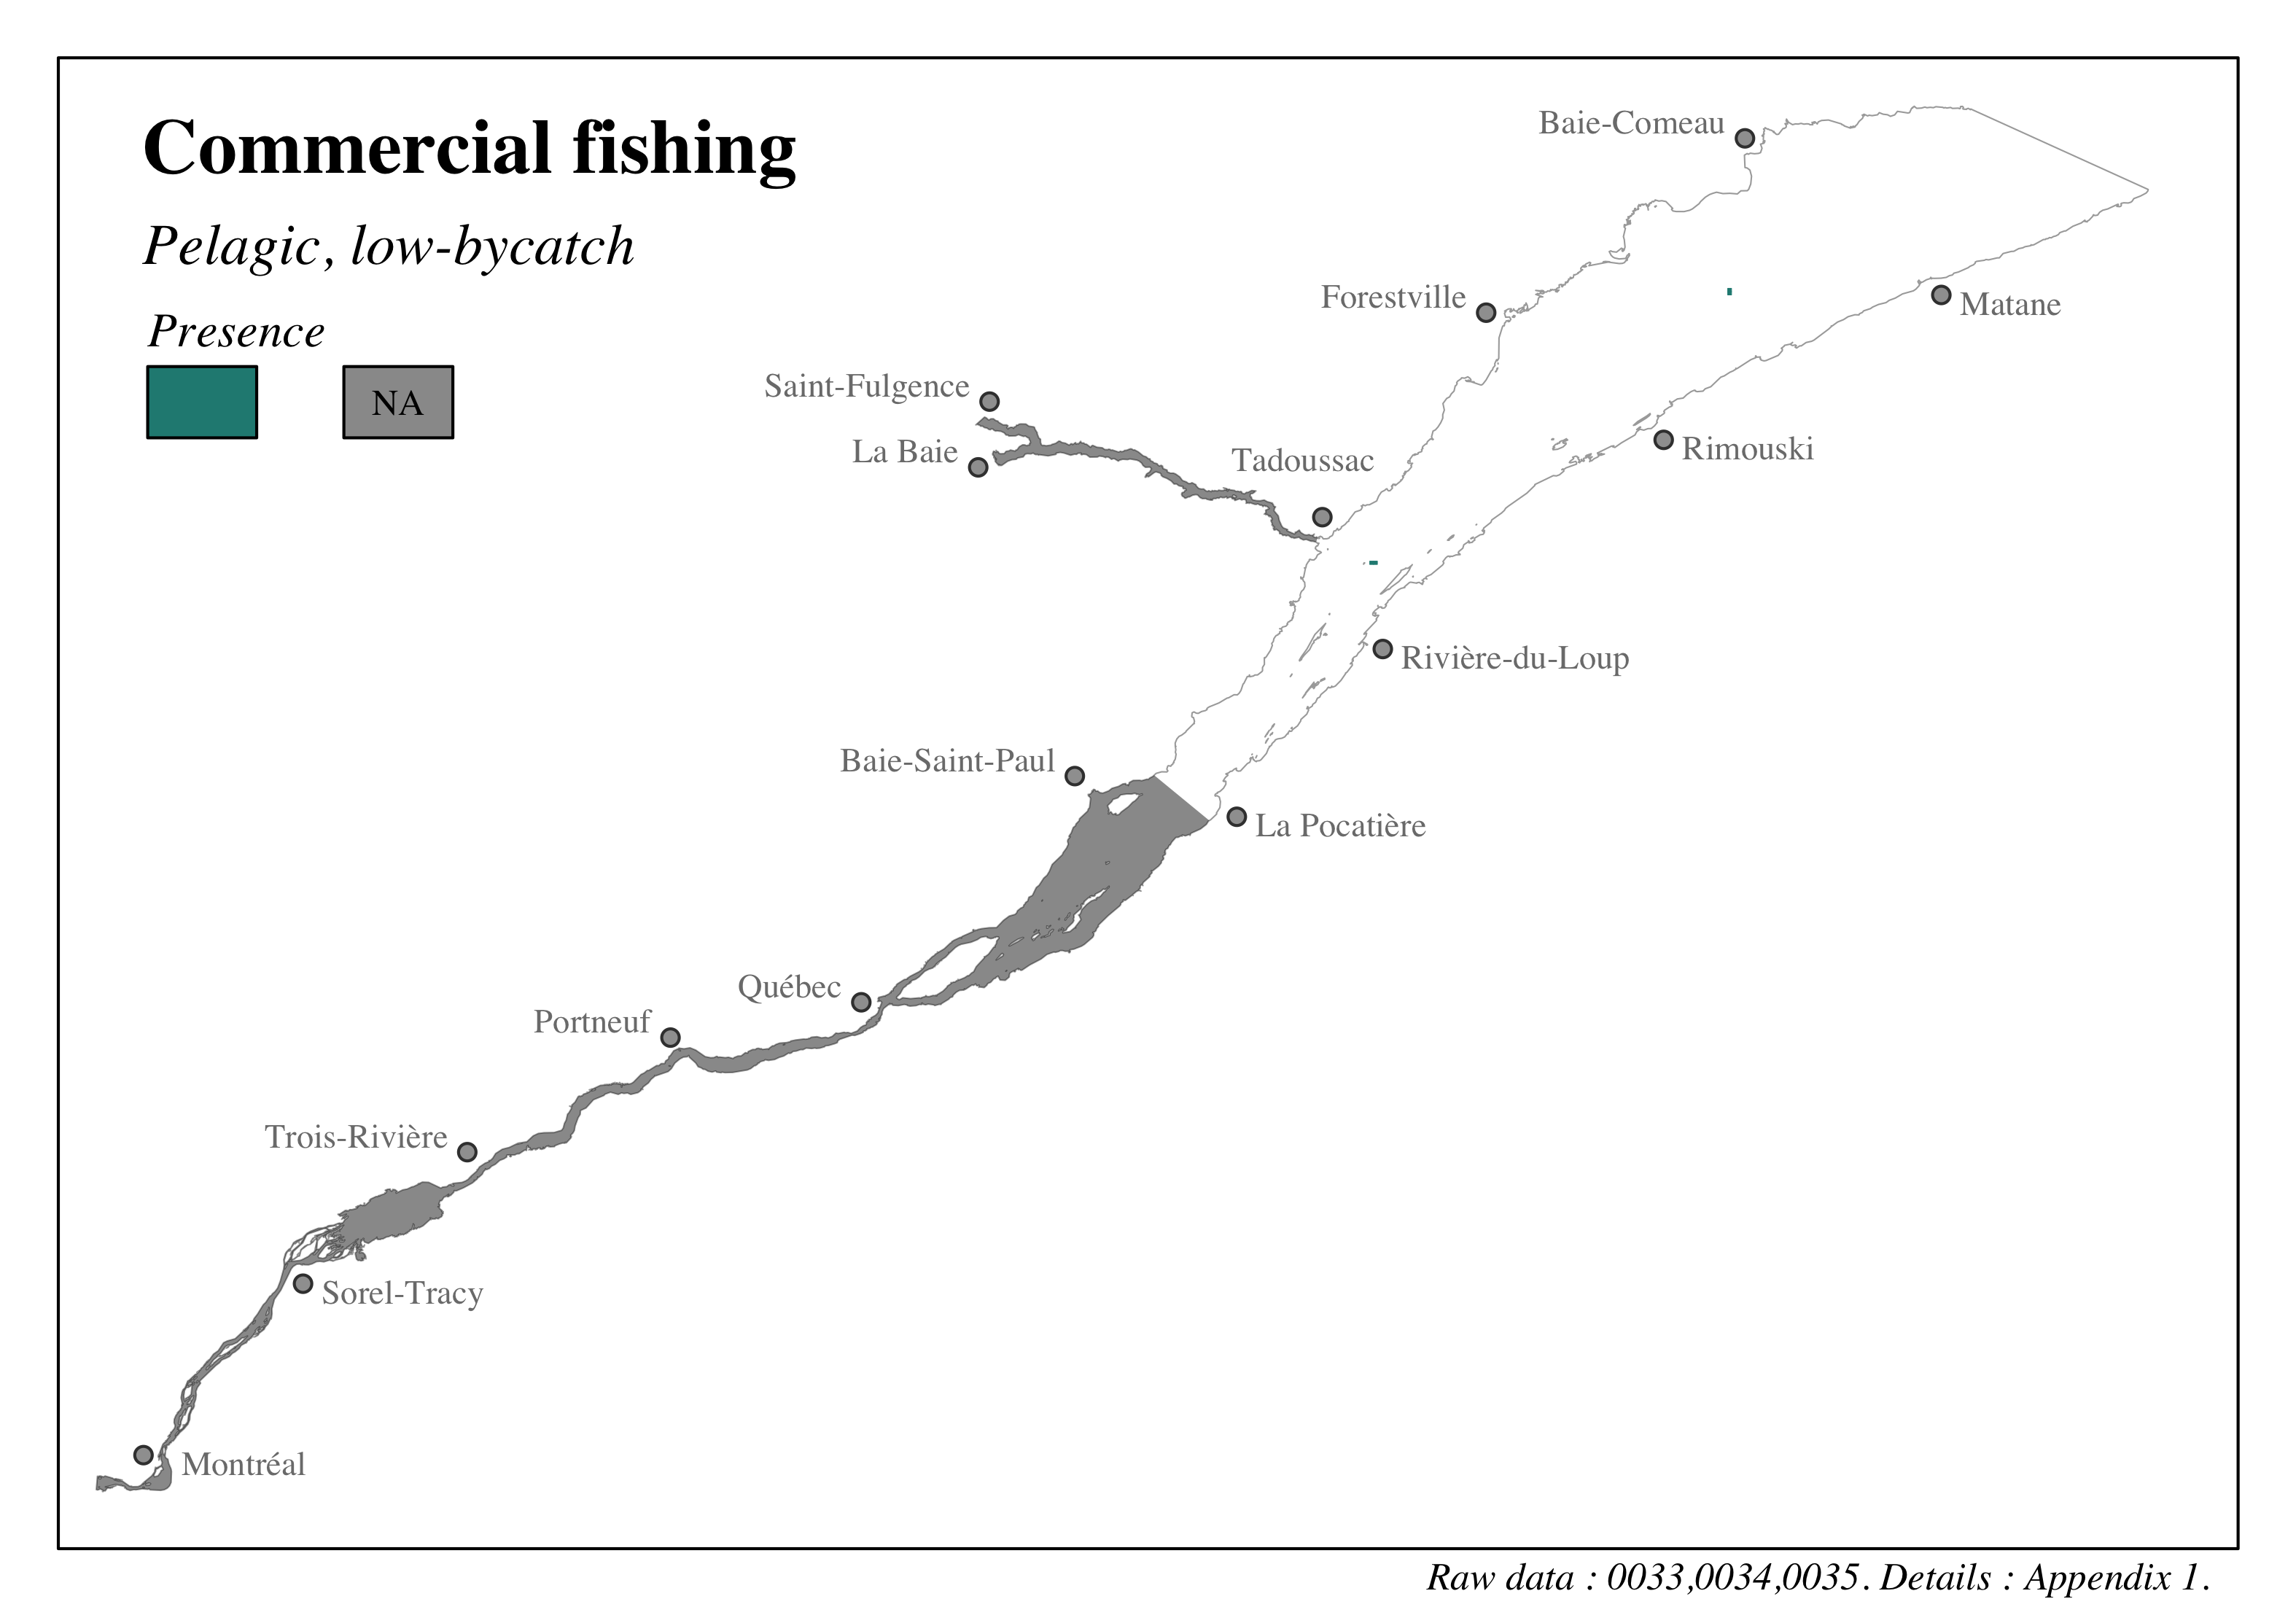 Commercial fishing
Pelagic, low-bycatch
Presence
NA
Baie-Comeau
Forestville
Matane
Saint-Fulgence
La Baie
Tadoussac
Rimouski
Rivière-du-Loup
Baie-Saint-Paul
La Pocatière
Québec
Portneuf
Trois-Rivière
Sorel-Tracy
Montréal
Raw data : 0033,0034,0035. Details : Appendix 1.